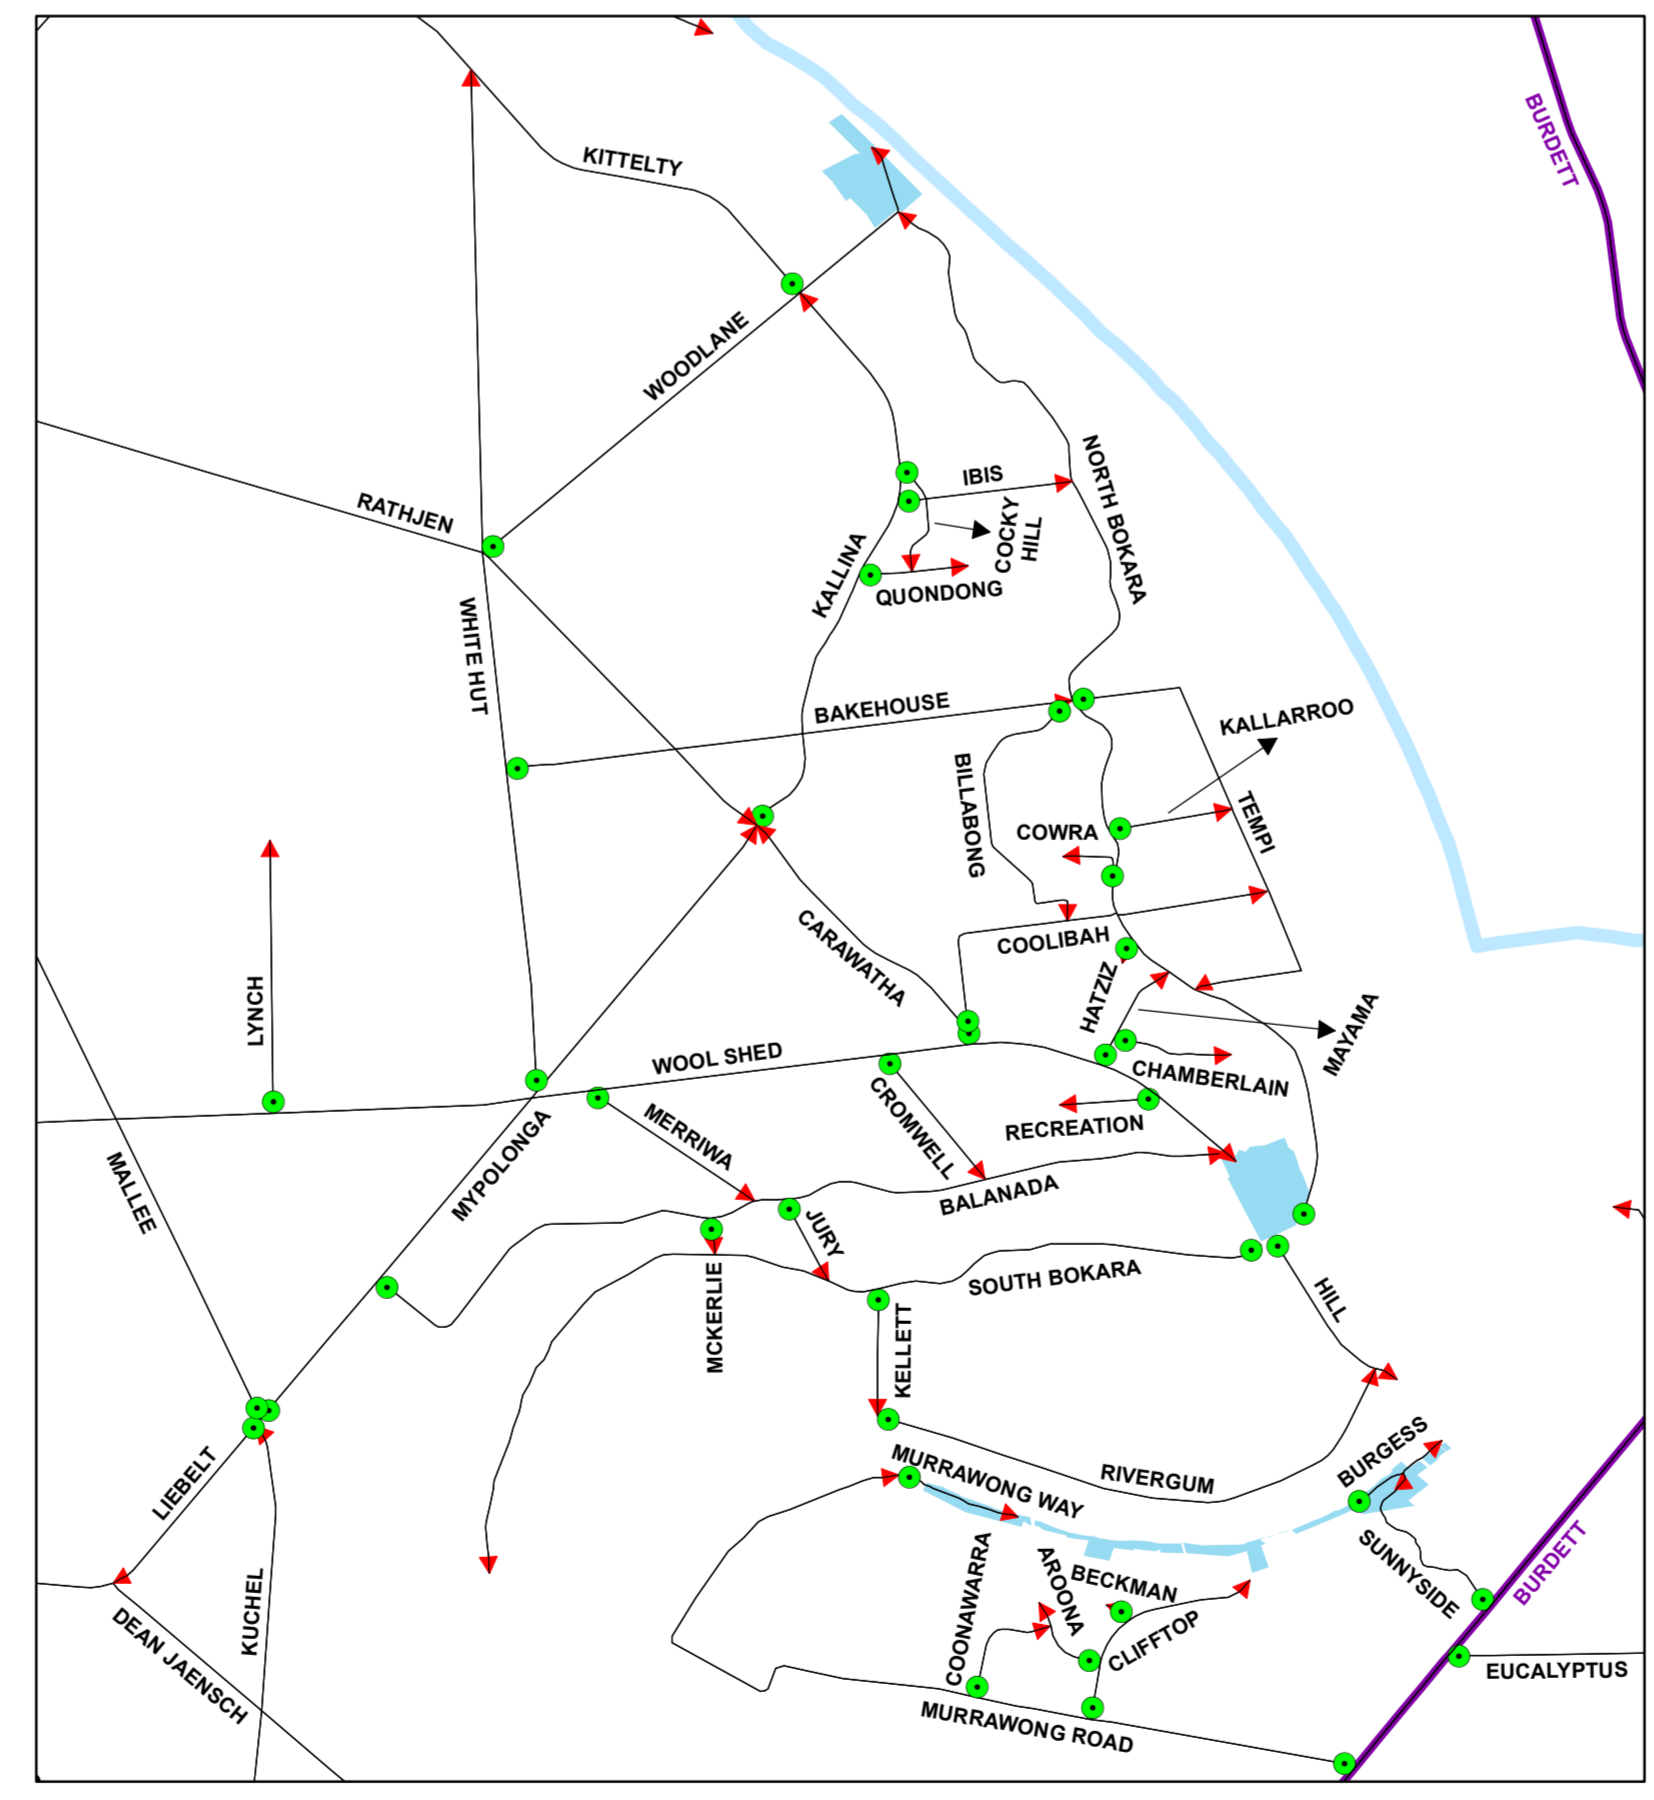 BURDETT
KITTELTY
WOODLANE
RATHJEN
IBIS
NORTH BOKARA
COCKY
HILL
KALLINA
QUONDONG
WHITE HUT
BAKEHOUSE
KALLARROO
BILLABONG
COWRA
TEMPI
CARAWATHA
COOLIBAH
HATZIZ
LYNCH
MAYAMA
WOOL SHED
CHAMBERLAIN
CROMWELL
RECREATION
MERRIWA
MYPOLONGA
MALLEE
BALANADA
JURY
SOUTH BOKARA
MCKERLIE
HILL
KELLETT
MURRAWONG WAY
RIVERGUM
BURGESS
LIEBELT
SUNNYSIDE
BURDETT
COONAWARRA
AROONA
BECKMAN
CLIFFTOP
KUCHEL
DEAN JAENSCH
EUCALYPTUS
MURRAWONG ROAD